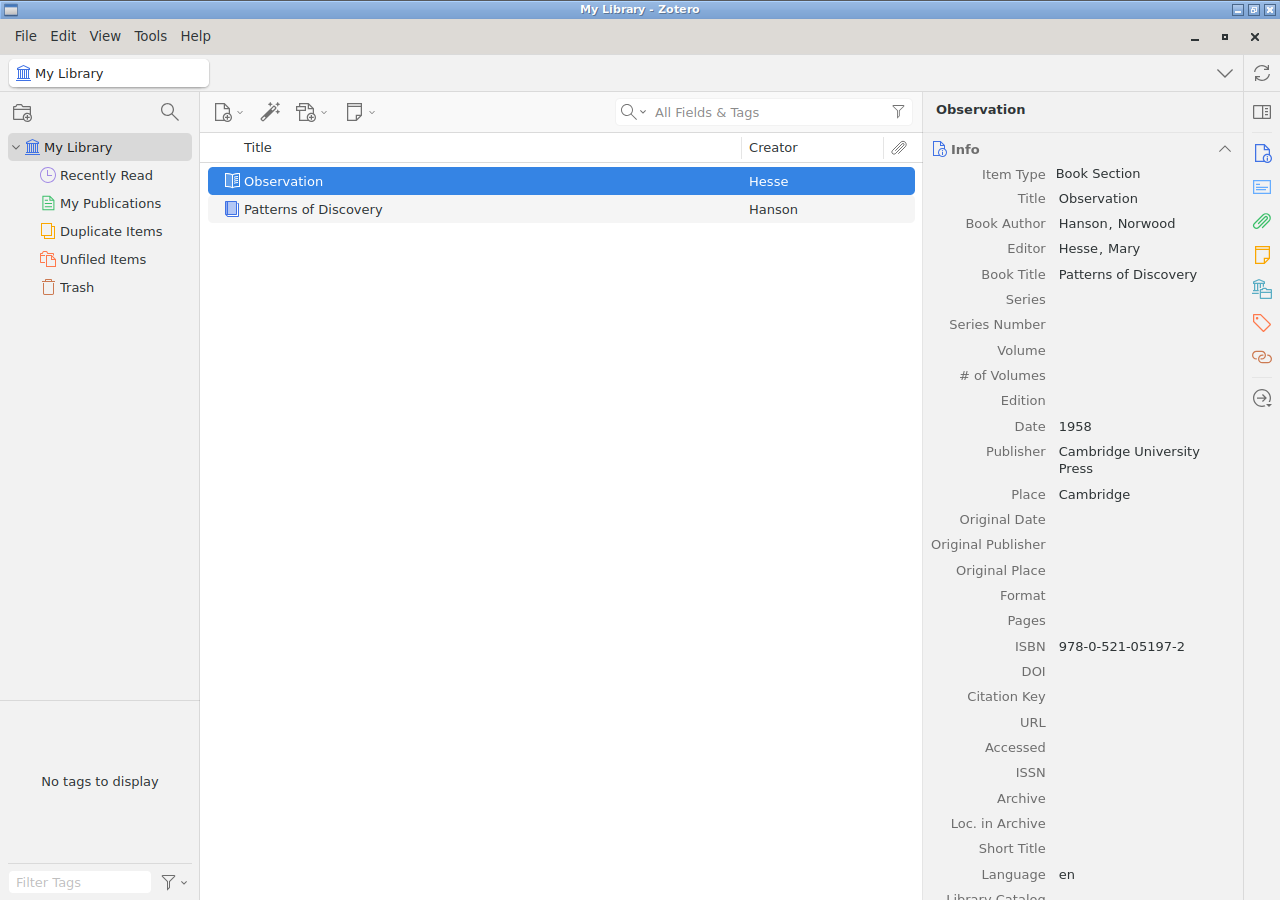 My Library - Zotero
File Edit View Tools Help
My Library
All Fields & Tags
My Library
Recently Read
My Publications
Duplicate Items
Unfiled Items
Trash
No tags to display
Filter Tags
Title Creator
Observation Hesse
Patterns of Discovery Hanson
Observation
Info
Item Type Book Section
Title Observation
Book Author Hanson, Norwood
Editor Hesse, Mary
Book Title Patterns of Discovery
Series
Series Number
Volume
# of Volumes
Edition
Date 1958
Publisher Cambridge University
Press
Place Cambridge
Original Date
Original Publisher
Original Place
Format
Pages
ISBN 978-0-521-05197-2
DOI
Citation Key
URL
Accessed
ISSN
Archive
Loc. in Archive
Short Title
Language en
Library Catalog